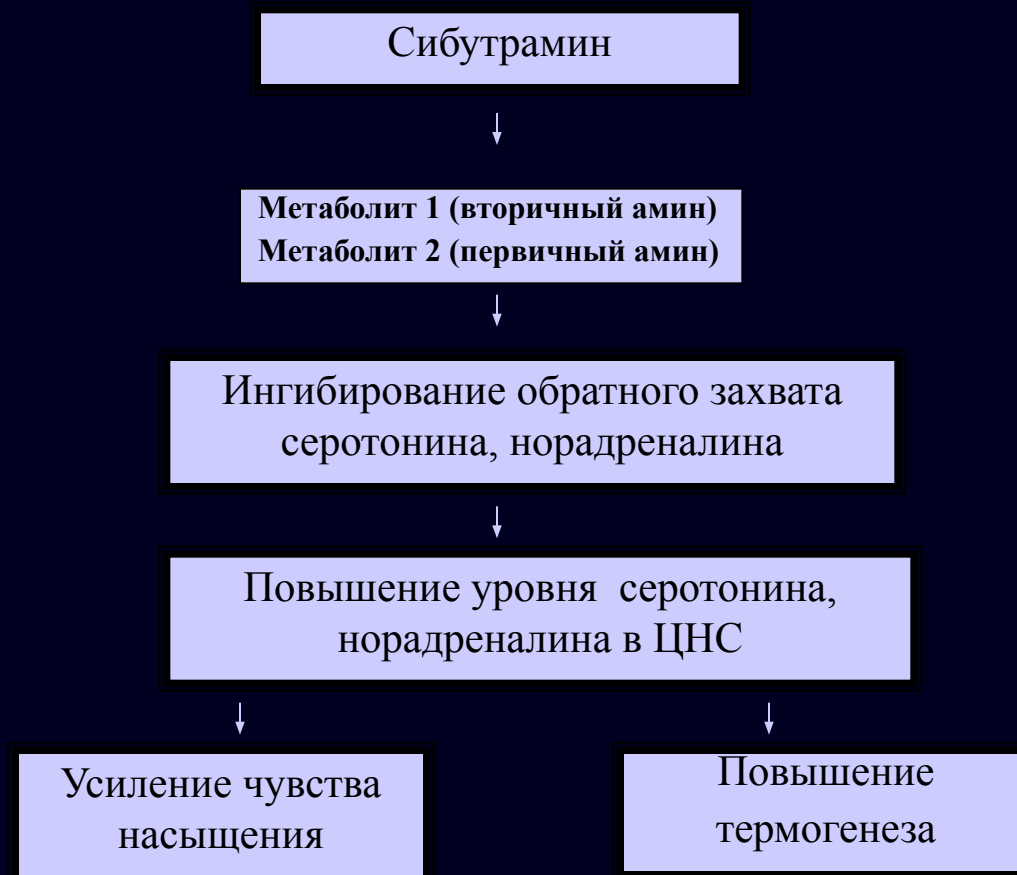 Сибутрамин
Метаболит 1 (вторичный амин)
Метаболит 2 (первичный амин)
Ингибирование обратного захвата
серотонина, норадреналина
Повышение уровня серотонина,
норадреналина в ЦНС
Усиление чувства
насыщения
Повышение
термогенеза